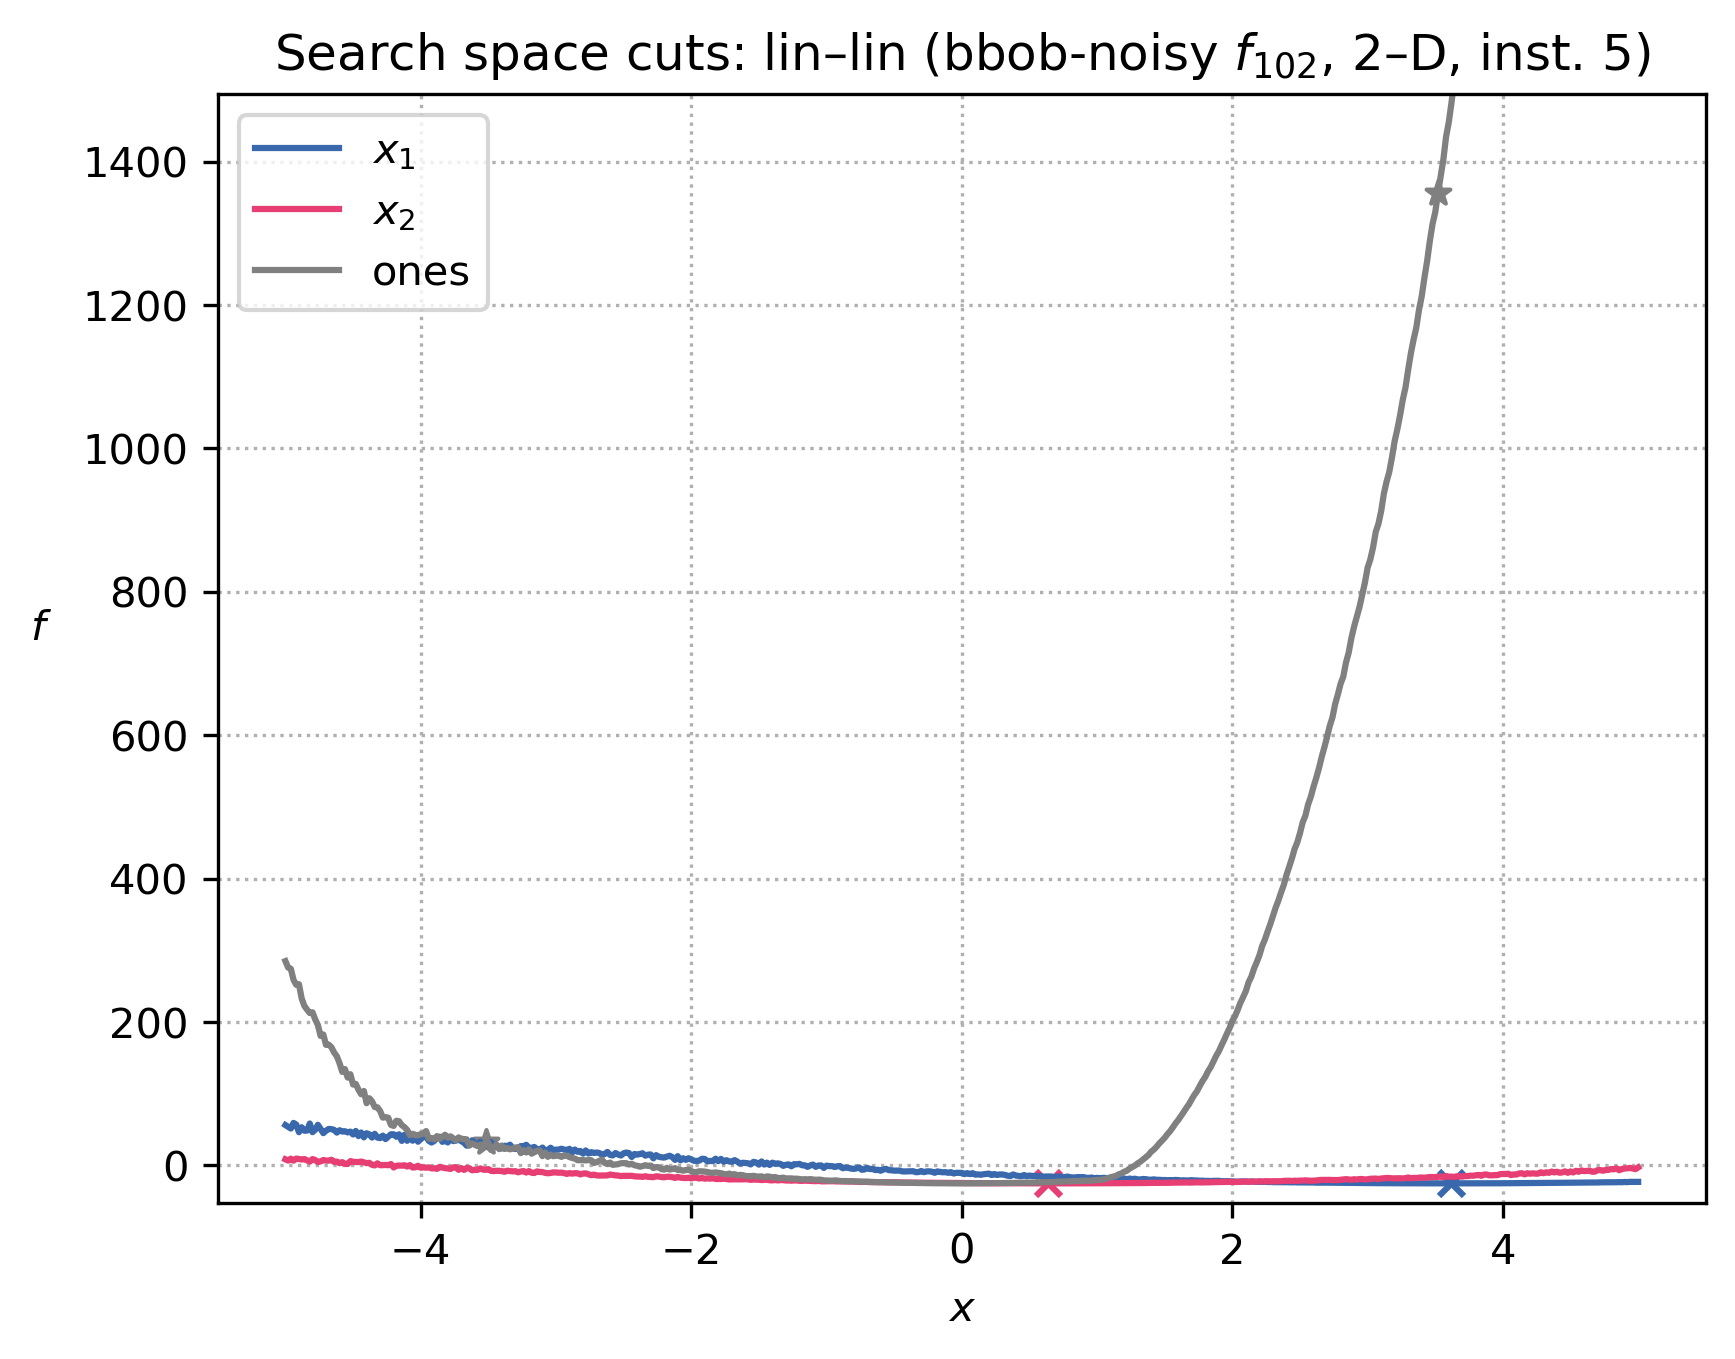 Search space cuts: lin–lin (bbob-noisy f₁₀₂, 2–D, inst. 5)
x₁
x₂
ones
1400
1200
1000
800
600
400
200
0
f
−4 −2 0 2 4
x